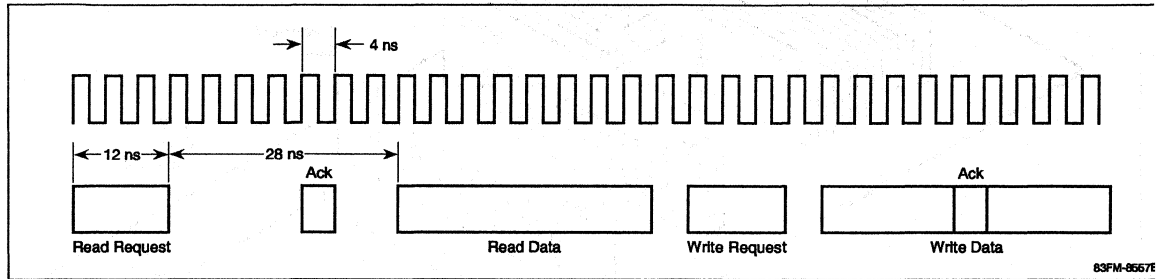 4 ns
12 ns
28 ns
Ack
Ack
Read Request
Read Data
Write Request
Write Data
83FM-8557B